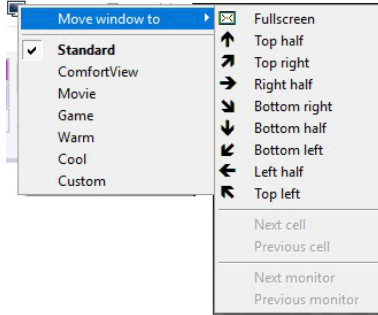 Move window to
Standard
ComfortView
Movie
Game
Warm
Cool
Custom
Fullscreen
Top half
Top right
Right half
Bottom right
Bottom half
Bottom left
Left half
Top left
Next cell
Previous cell
Next monitor
Previous monitor